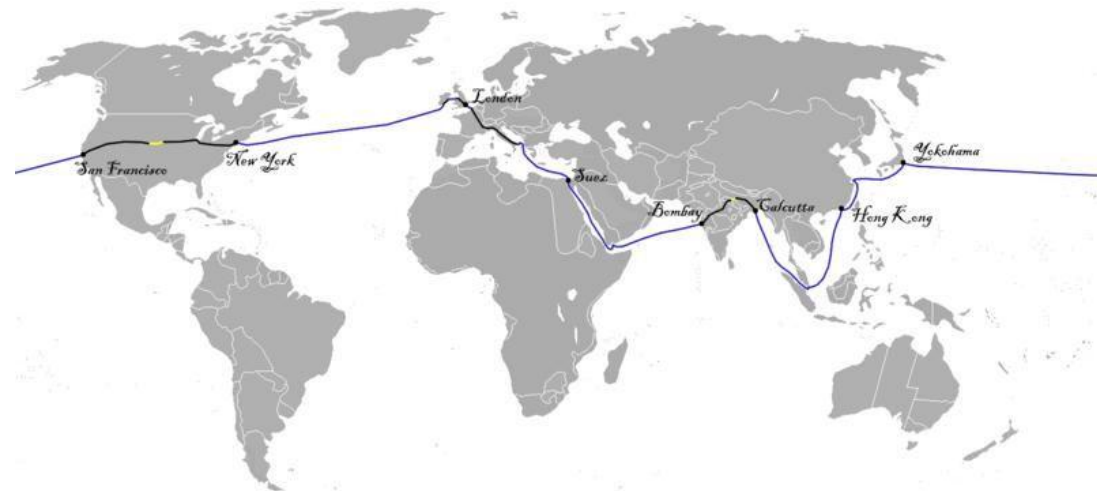 London
New York
San Francisco
Yokohama
Suez
Bombay
Calcutta
Hong Kong